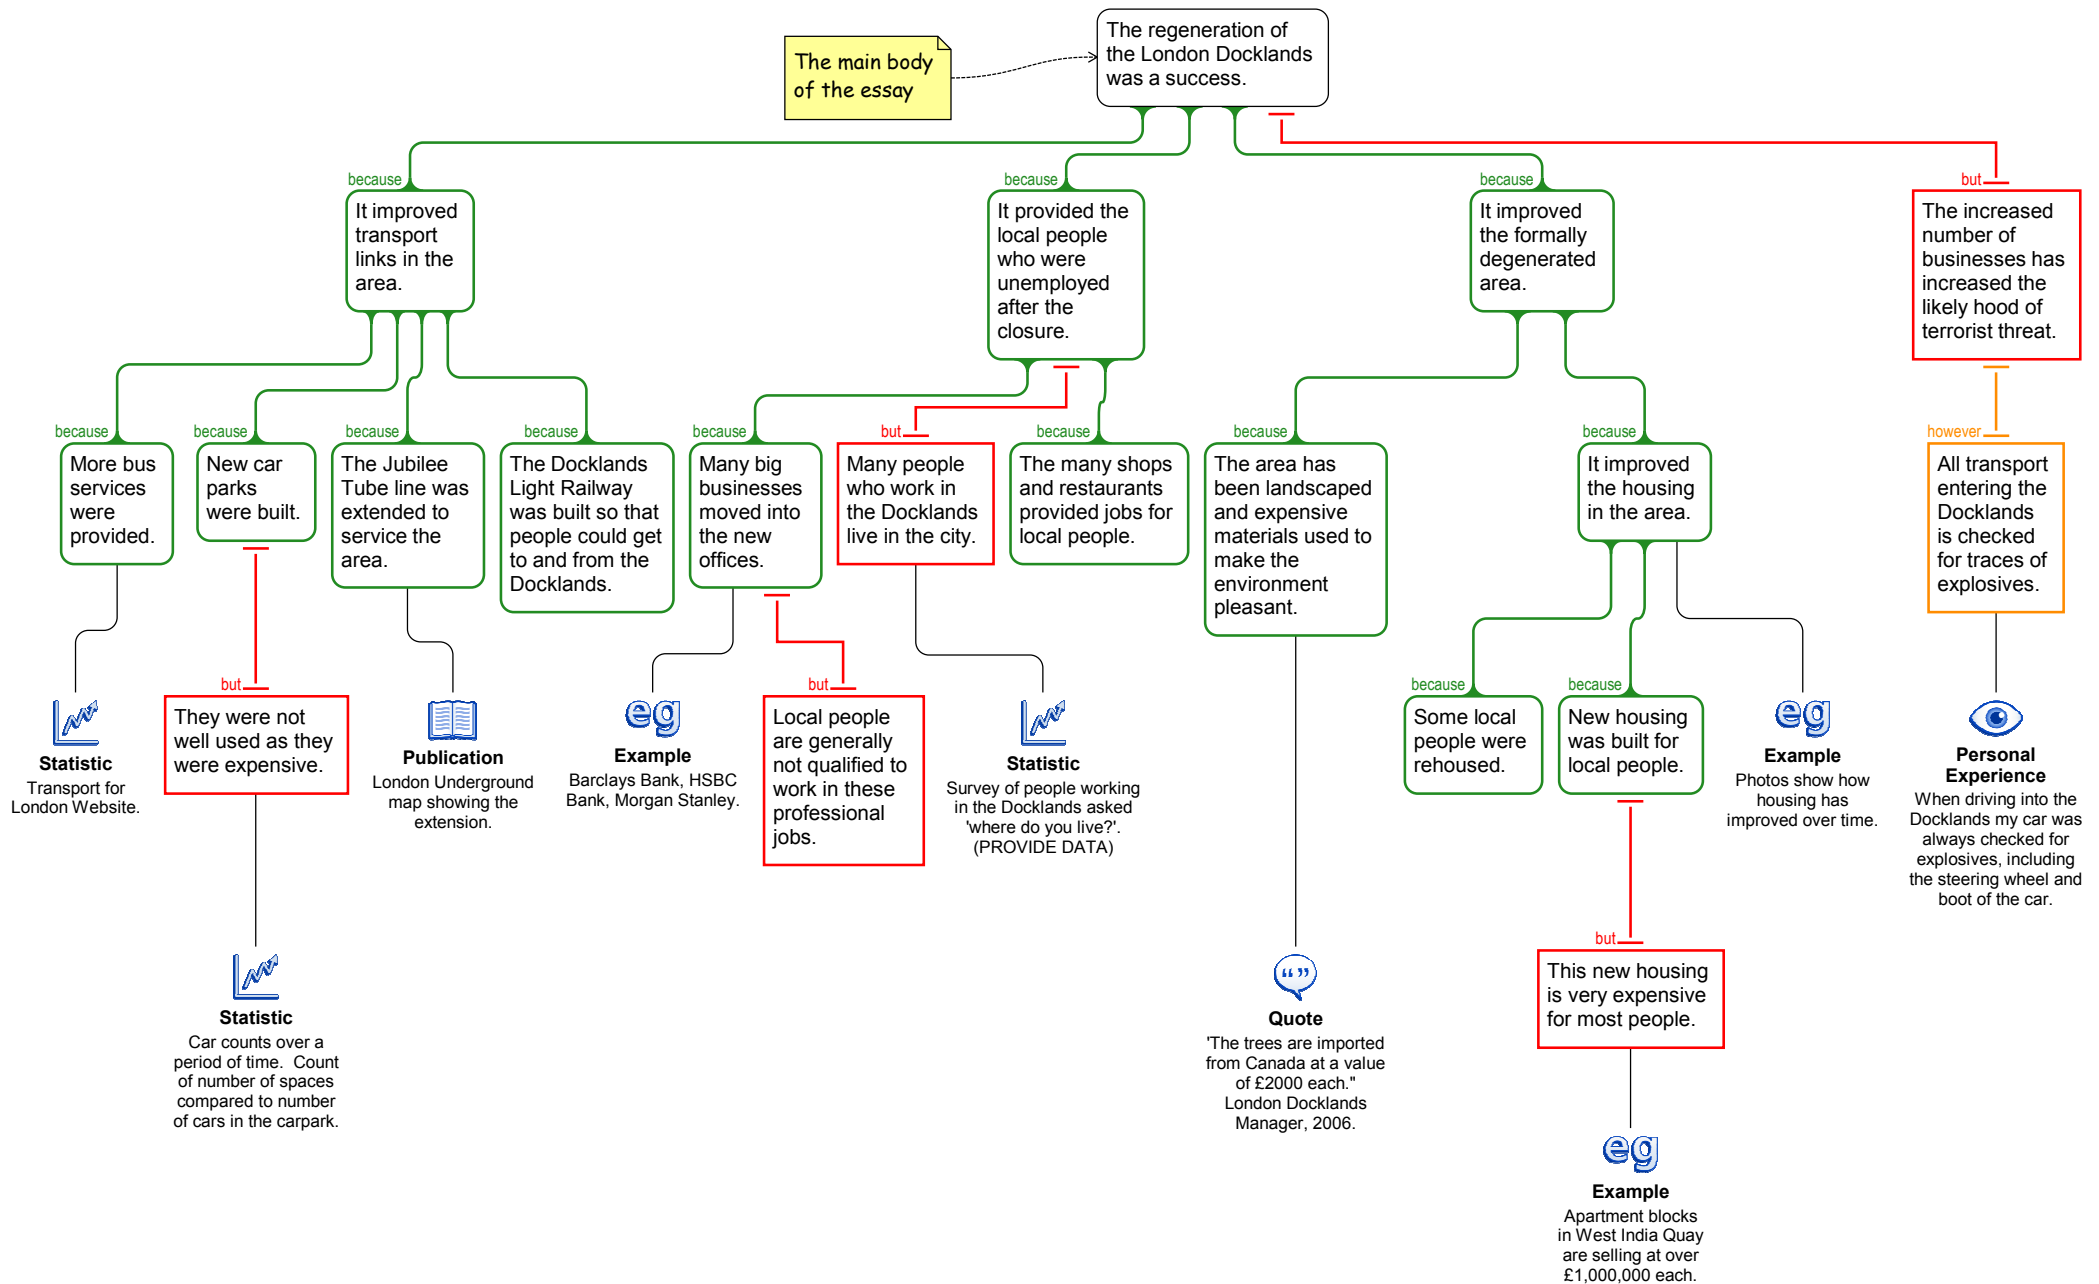 The main body
of the essay
The regeneration of
the London Docklands
was a success.
because
It improved
transport
links in the
area.
because
It provided the
local people
who were
unemployed
after the
closure.
because
It improved
the formally
degenerated
area.
but
The increased
number of
businesses has
increased the
likely hood of
terrorist threat.
because
More bus
services
were
provided.
because
New car
parks
were built.
because
The Jubilee
Tube line was
extended to
service the
area.
because
The Docklands
Light Railway
was built so that
people could get
to and from the
Docklands.
because
Many big
businesses
moved into
the new
offices.
but
Many people
who work in
the Docklands
live in the city.
because
The many shops
and restaurants
provided jobs for
local people.
because
The area has
been landscaped
and expensive
materials used to
make the
environment
pleasant.
because
It improved
the housing
in the area.
however
All transport
entering the
Docklands
is checked
for traces of
explosives.
Statistic
Transport for
London Website.
but
They were not
well used as they
were expensive.
Publication
London Underground
map showing the
extension.
eg
Example
Barclays Bank, HSBC
Bank, Morgan Stanley.
but
Local people
are generally
not qualified to
work in these
professional
jobs.
Statistic
Survey of people working
in the Docklands asked
'where do you live?'.
(PROVIDE DATA)
because
Some local
people were
rehoused.
because
New housing
was built for
local people.
eg
Example
Photos show how
housing has
improved over time.
Personal
Experience
When driving into the
Docklands my car was
always checked for
explosives, including
the steering wheel and
boot of the car.
Statistic
Car counts over a
period of time.  Count
of number of spaces
compared to number
of cars in the carpark.
“”
Quote
'The trees are imported
from Canada at a value
of £2000 each."
London Docklands
Manager, 2006.
but
This new housing
is very expensive
for most people.
eg
Example
Apartment blocks
in West India Quay
are selling at over
£1,000,000 each.